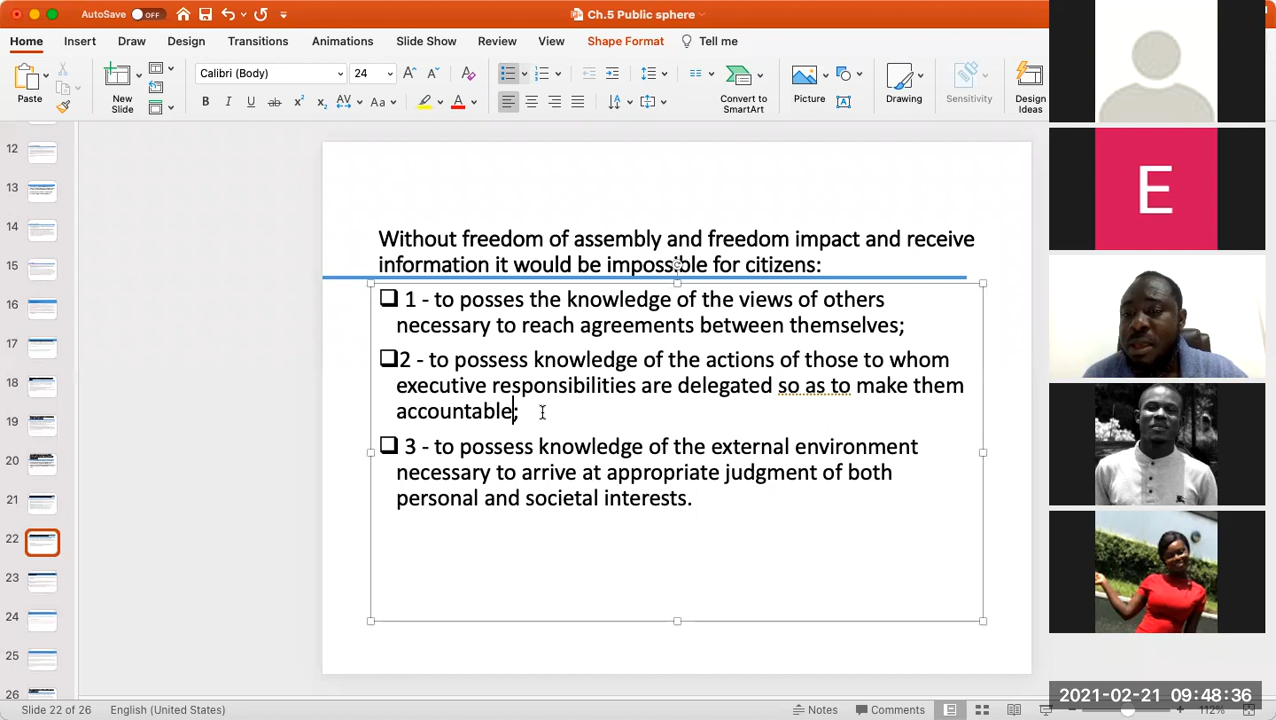 AutoSave OFF
Ch.5 Public sphere
Home Insert Draw Design Transitions Animations Slide Show Review View Shape Format Tell me
Calibri (Body) 24
Paste
New Slide
B I U ab x² x₂ AV Aa A
Convert to SmartArt
Picture
Drawing
Sensitivity
Design Ideas
12
13
14
15
16
17
18
19
20
21
22
23
24
25
26
Without freedom of assembly and freedom impact and receive
information it would be impossible for citizens:
1 - to posses the knowledge of the views of others
necessary to reach agreements between themselves;
2 - to possess knowledge of the actions of those to whom
executive responsibilities are delegated so as to make them
accountable;
3 - to possess knowledge of the external environment
necessary to arrive at appropriate judgment of both
personal and societal interests.
E
Slide 22 of 26 English (United States) Notes Comments 112%
2021-02-21 09:48:36